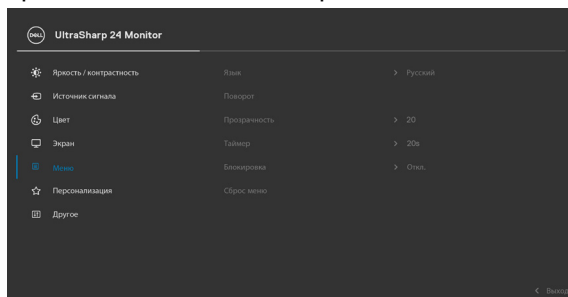 DELL UltraSharp 24 Monitor
Яркость / контрастность Язык > Русский
Источник сигнала Поворот
Цвет Прозрачность > 20
Экран Таймер > 20s
Меню Блокировка > Откл.
Персонализация Сброс меню
Другое
< Выход